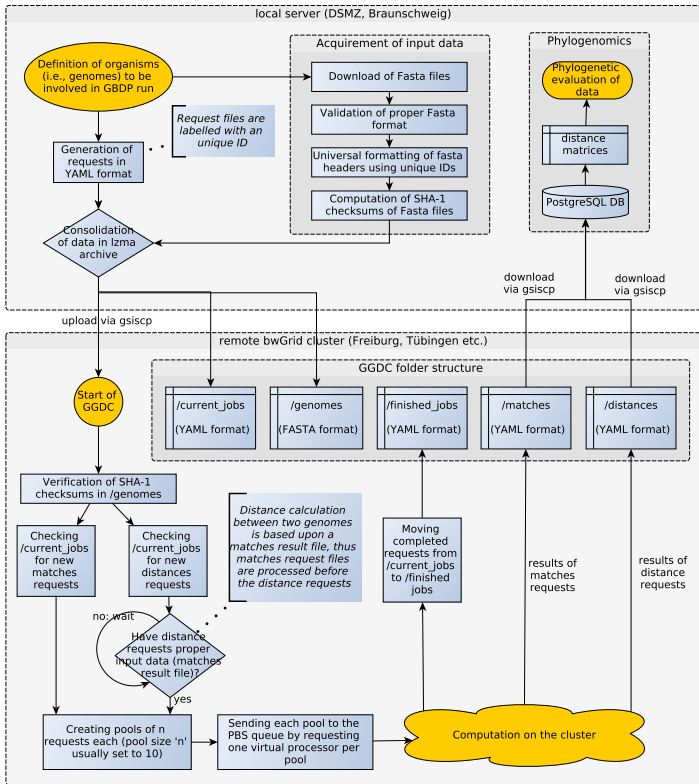 local server (DSMZ, Braunschweig)
Definition of organisms
(i.e., genomes) to be
involved in GBDP run
Request files are
labelled with an
unique ID
Generation of
requests in
YAML format
Consolidation
of data in lzma
archive
Acquirement of input data
Download of Fasta files
Validation of proper Fasta
format
Universal formatting of fasta
headers using unique IDs
Computation of SHA-1
checksums of Fasta files
Phylogenomics
Phylogenetic
evaluation of
data
distance
matrices
PostgreSQL DB
download
via gsiscp
download
via gsiscp
upload via gsiscp
remote bwGrid cluster (Freiburg, Tübingen etc.)
GGDC folder structure
/current_jobs
(YAML format)
/genomes
(FASTA format)
/finished_jobs
(YAML format)
/matches
(YAML format)
/distances
(YAML format)
Start of
GGDC
Verification of SHA-1
checksums in /genomes
Checking
/current_jobs
for new
matches
requests
Checking
/current_jobs
for new
distances
requests
Distance calculation
between two genomes
is based upon a
matches result file, thus
matches request files
are processed before
the distance requests
Moving
completed
requests from
/current_jobs
to /finished
jobs
results of
matches
requests
results of
distance
requests
no: wait
Have distance
requests proper
input data (matches
result file)?
yes
Creating pools of n
requests each (pool size 'n'
usually set to 10)
Sending each pool to the
PBS queue by requesting
one virtual processor per
pool
Computation on the cluster